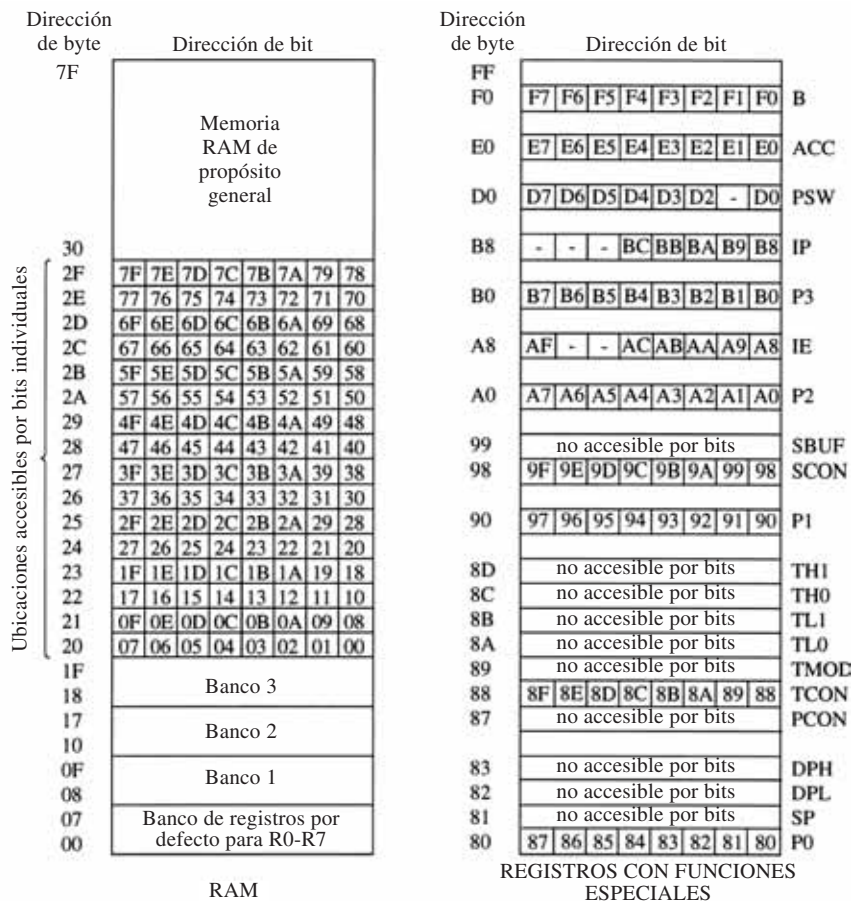 Dirección de byte
Dirección de bit
7F
Memoria
RAM de
propósito
general
30
Ubicaciones accesibles por bits individuales
2F 7F 7E 7D 7C 7B 7A 79 78
2E 77 76 75 74 73 72 71 70
2D 6F 6E 6D 6C 6B 6A 69 68
2C 67 66 65 64 63 62 61 60
2B 5F 5E 5D 5C 5B 5A 59 58
2A 57 56 55 54 53 52 51 50
29 4F 4E 4D 4C 4B 4A 49 48
28 47 46 45 44 43 42 41 40
27 3F 3E 3D 3C 3B 3A 39 38
26 37 36 35 34 33 32 31 30
25 2F 2E 2D 2C 2B 2A 29 28
24 27 26 25 24 23 22 21 20
23 1F 1E 1D 1C 1B 1A 19 18
22 17 16 15 14 13 12 11 10
21 0F 0E 0D 0C 0B 0A 09 08
20 07 06 05 04 03 02 01 00
1F
Banco 3
18
17
Banco 2
10
0F
Banco 1
08
07 Banco de registros por
00 defecto para R0-R7
RAM
Dirección de byte
Dirección de bit
FF
F0 F7 F6 F5 F4 F3 F2 F1 F0 B
E0 E7 E6 E5 E4 E3 E2 E1 E0 ACC
D0 D7 D6 D5 D4 D3 D2 - D0 PSW
B8 - - - BC BB BA B9 B8 IP
B0 B7 B6 B5 B4 B3 B2 B1 B0 P3
A8 AF - - AC AB AA A9 A8 IE
A0 A7 A6 A5 A4 A3 A2 A1 A0 P2
99 no accesible por bits SBUF
98 9F 9E 9D 9C 9B 9A 99 98 SCON
90 97 96 95 94 93 92 91 90 P1
8D no accesible por bits TH1
8C no accesible por bits TH0
8B no accesible por bits TL1
8A no accesible por bits TL0
89 no accesible por bits TMOD
88 8F 8E 8D 8C 8B 8A 89 88 TCON
87 no accesible por bits PCON
83 no accesible por bits DPH
82 no accesible por bits DPL
81 no accesible por bits SP
80 87 86 85 84 83 82 81 80 P0
REGISTROS CON FUNCIONES
ESPECIALES